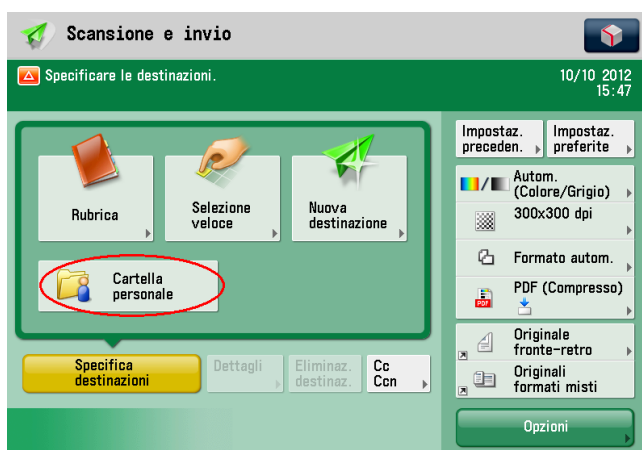 Scansione e invio
Specificare le destinazioni.
10/10 2012
15:47
Rubrica
Selezione
veloce
Nuova
destinazione
Cartella
personale
Specifica
destinazioni
Dettagli
Eliminaz.
destinaz.
Cc
Ccn
Impostaz.
preceden.
Impostaz.
preferite
Autom.
(Colore/Grigio)
300x300 dpi
Formato autom.
PDF (Compresso)
PDF
Originale
fronte-retro
Originali
formati misti
Opzioni